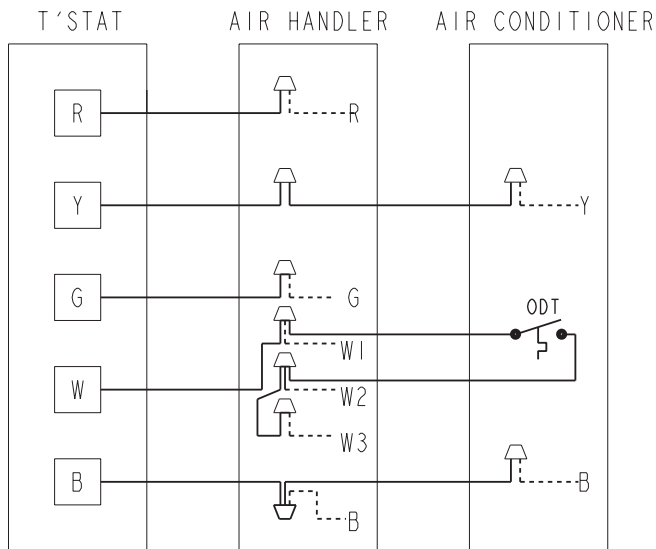 T'STAT AIR HANDLER AIR CONDITIONER
R R
Y Y
G G
ODT
W1
W W2
W3
B B
B